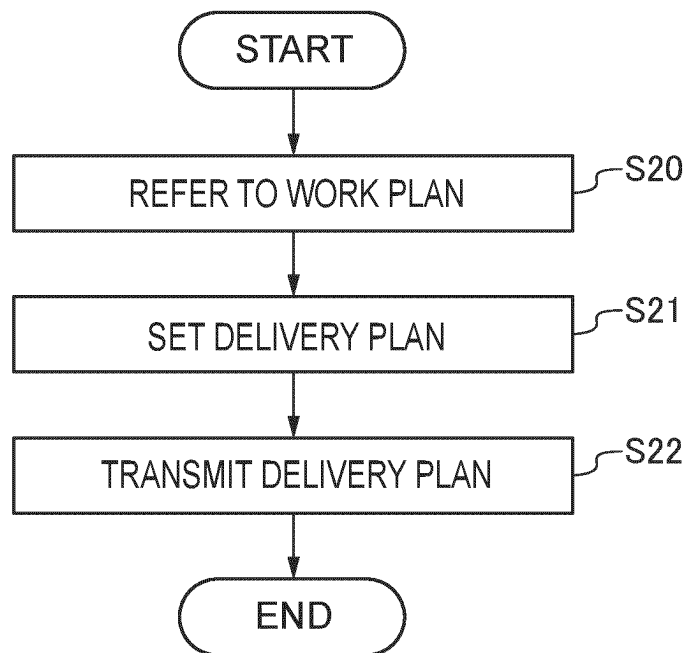 START
REFER TO WORK PLAN
S20
SET DELIVERY PLAN
S21
TRANSMIT DELIVERY PLAN
S22
END